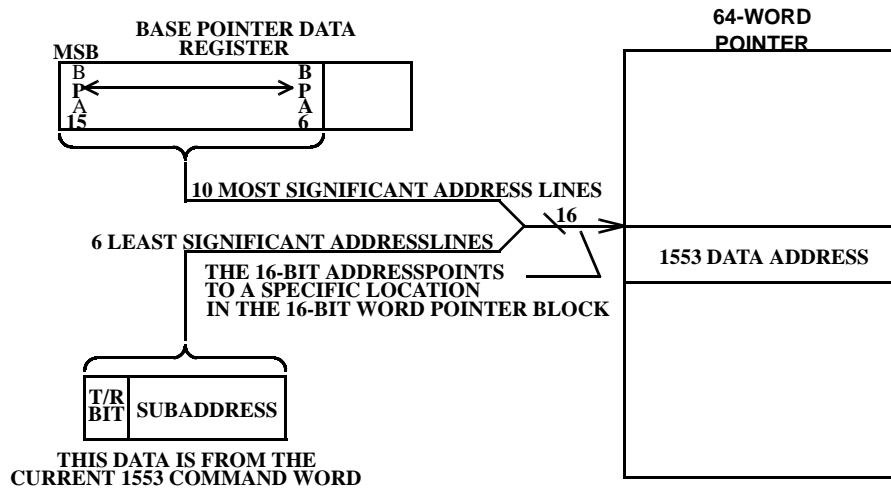 64-WORD
POINTER
BASE POINTER DATA
REGISTER
MSB
B
P
A
15
B
P
A
6
10 MOST SIGNIFICANT ADDRESS LINES
16
6 LEAST SIGNIFICANT ADDRESSLINES
1553 DATA ADDRESS
THE 16-BIT ADDRESSPOINTS
TO A SPECIFIC LOCATION
IN THE 16-BIT WORD POINTER BLOCK
T/R
BIT
SUBADDRESS
THIS DATA IS FROM THE
CURRENT 1553 COMMAND WORD